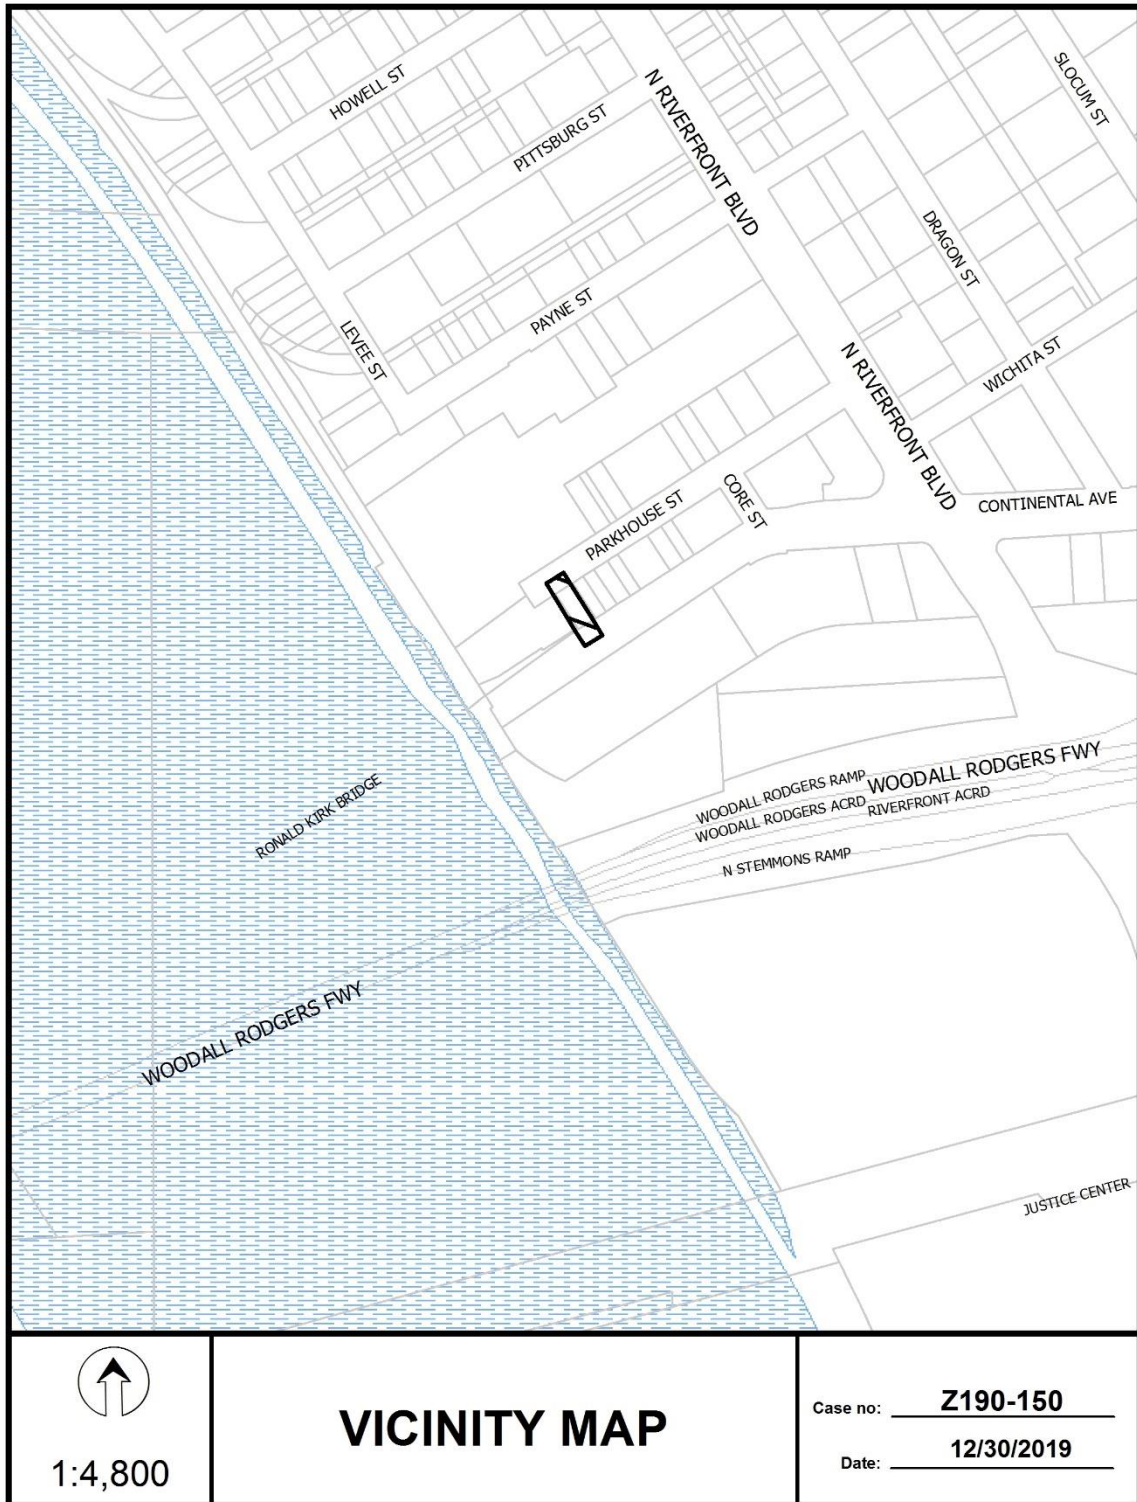 HOWELL ST
PITTSBURG ST
N RIVERFRONT BLVD
SLOCUM ST
DRAGON ST
LEVEE ST
PAYNE ST
N RIVERFRONT BLVD
WICHITA ST
PARKHOUSE ST
CORE ST
CONTINENTAL AVE
RONALD KIRK BRIDGE
WOODALL RODGERS RAMP
WOODALL RODGERS FWY
WOODALL RODGERS ACRD
RIVERFRONT ACRD
N STEMMONS RAMP
WOODALL RODGERS FWY
JUSTICE CENTER
1:4,800
VICINITY MAP
Case no: Z190-150
Date: 12/30/2019